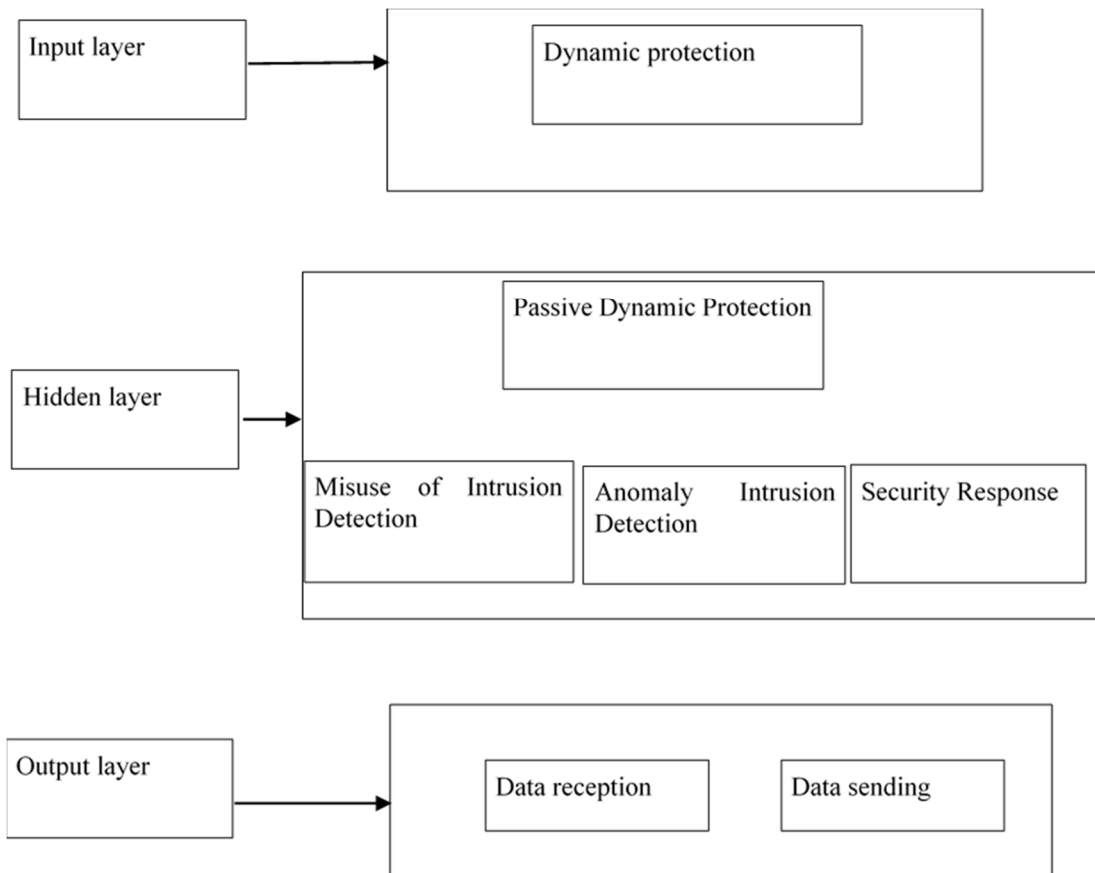 Input layer
Dynamic protection
Passive Dynamic Protection
Hidden layer
Misuse of Intrusion
Detection
Anomaly Intrusion
Detection
Security Response
Output layer
Data reception
Data sending